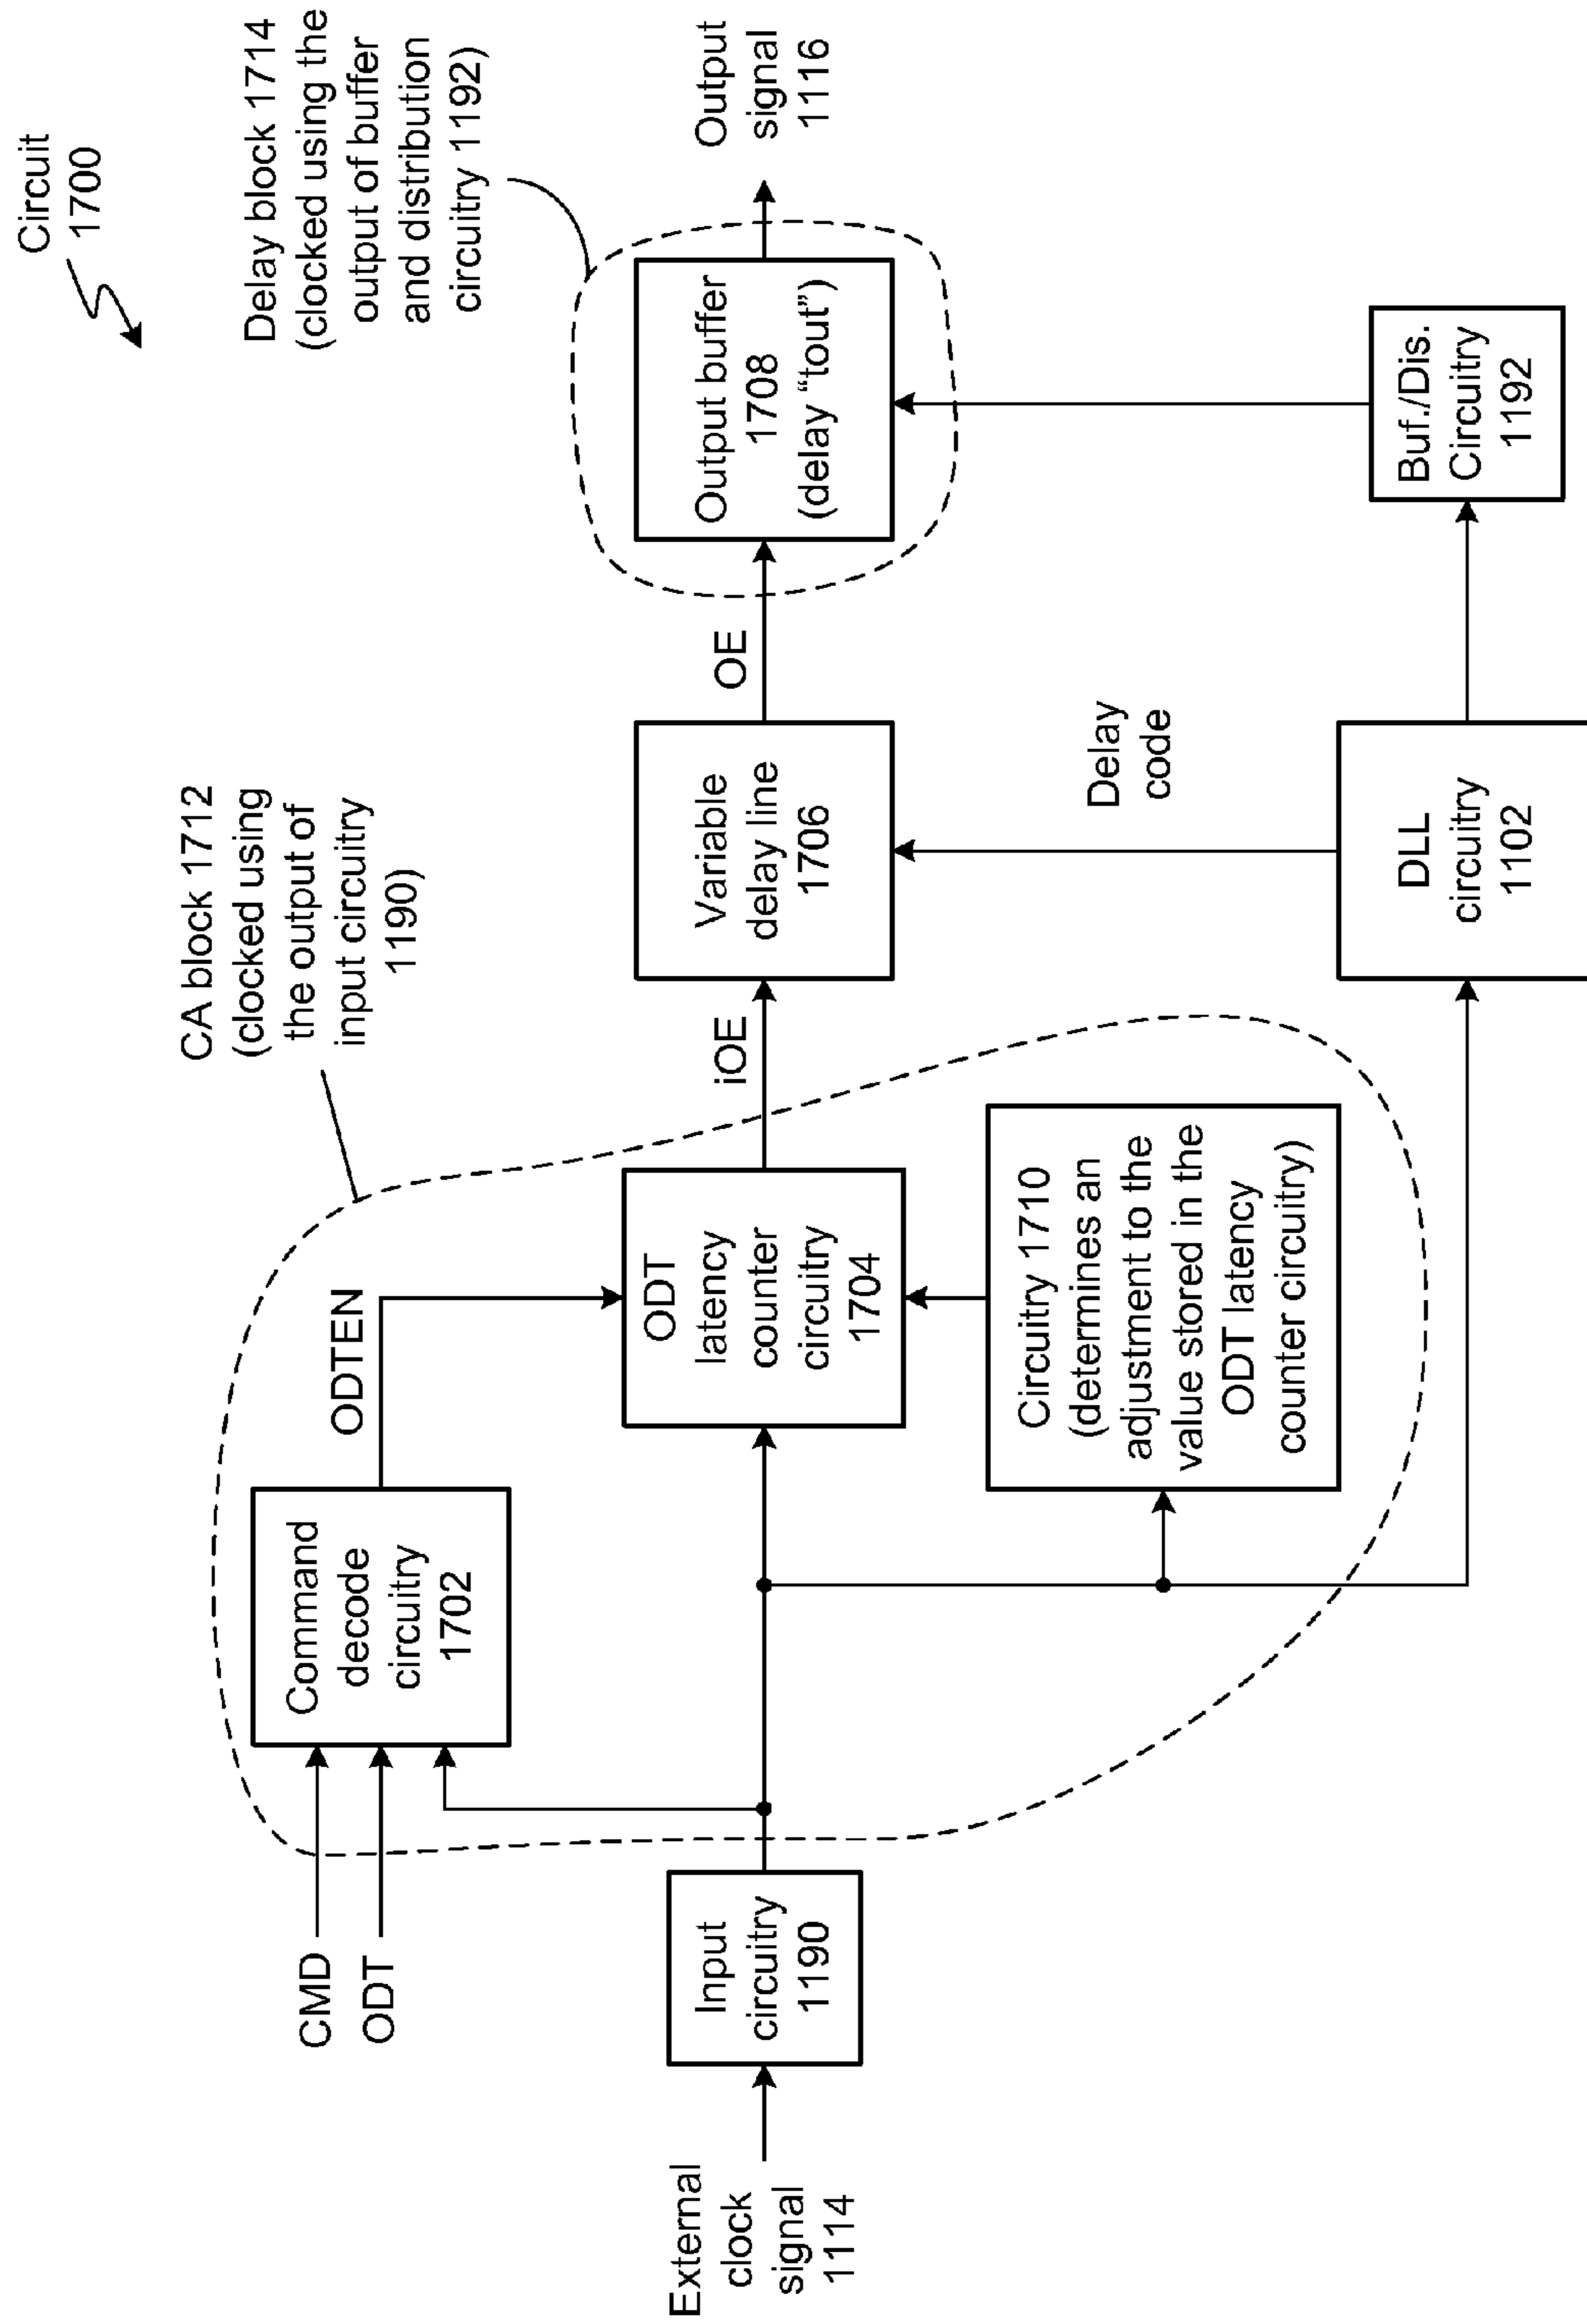 Circuit
1700
CA block 1712
(clocked using
the output of
input circuitry
1190)
Delay block 1714
(clocked using the
output of buffer
and distribution
circuitry 1192)
CMD
ODT
Command
decode
circuitry
1702
ODTEN
External
clock
signal
1114
Input
circuitry
1190
ODT
latency
counter
circuitry
1704
iOE
Variable
delay line
1706
OE
Output buffer
1708
(delay “tout”)
Output
signal
1116
Circuitry 1710
(determines an
adjustment to the
value stored in the
ODT latency
counter circuitry)
Delay
code
DLL
circuitry
1102
Buf./Dis.
Circuitry
1192